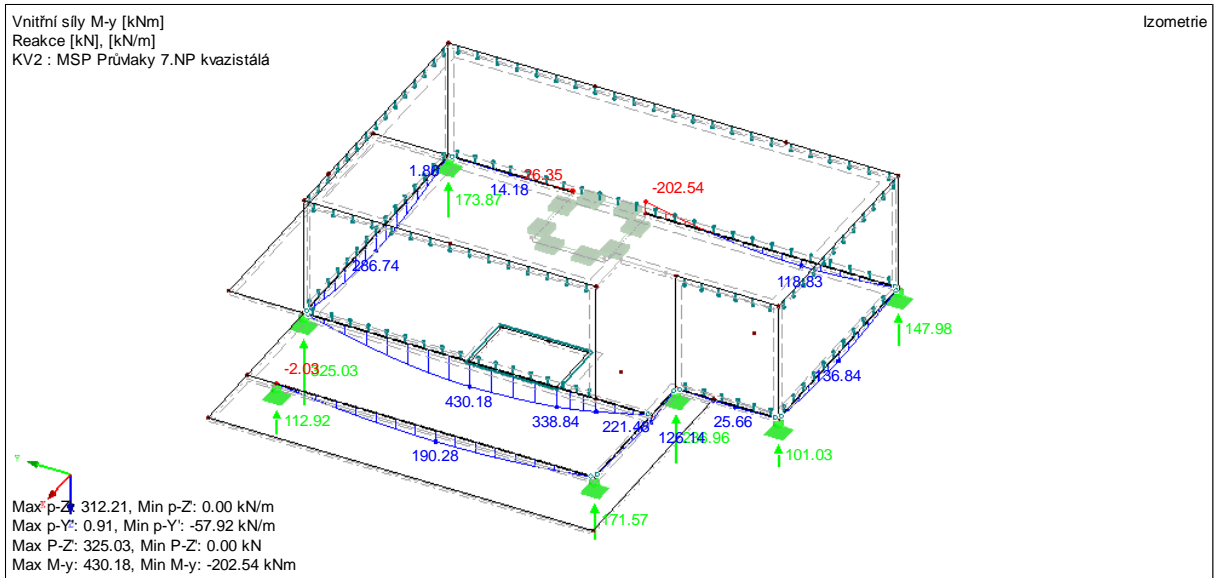 Vnitřní síly M-y [kNm]
Reakce [kN], [kN/m]
KV2 : MSP Průvlaky 7.NP kvazistálá
Izometrie
1.88
173.87
14.18
-202.54
286.74
118.83
147.98
-2.03
325.03
136.84
112.92
430.18
338.84
221.48
25.66
190.28
101.03
171.57
Max p-Z': 312.21, Min p-Z': 0.00 kN/m
Max p-Y': 0.91, Min p-Y': -57.92 kN/m
Max P-Z': 325.03, Min P-Z': 0.00 kN
Max M-y: 430.18, Min M-y: -202.54 kNm